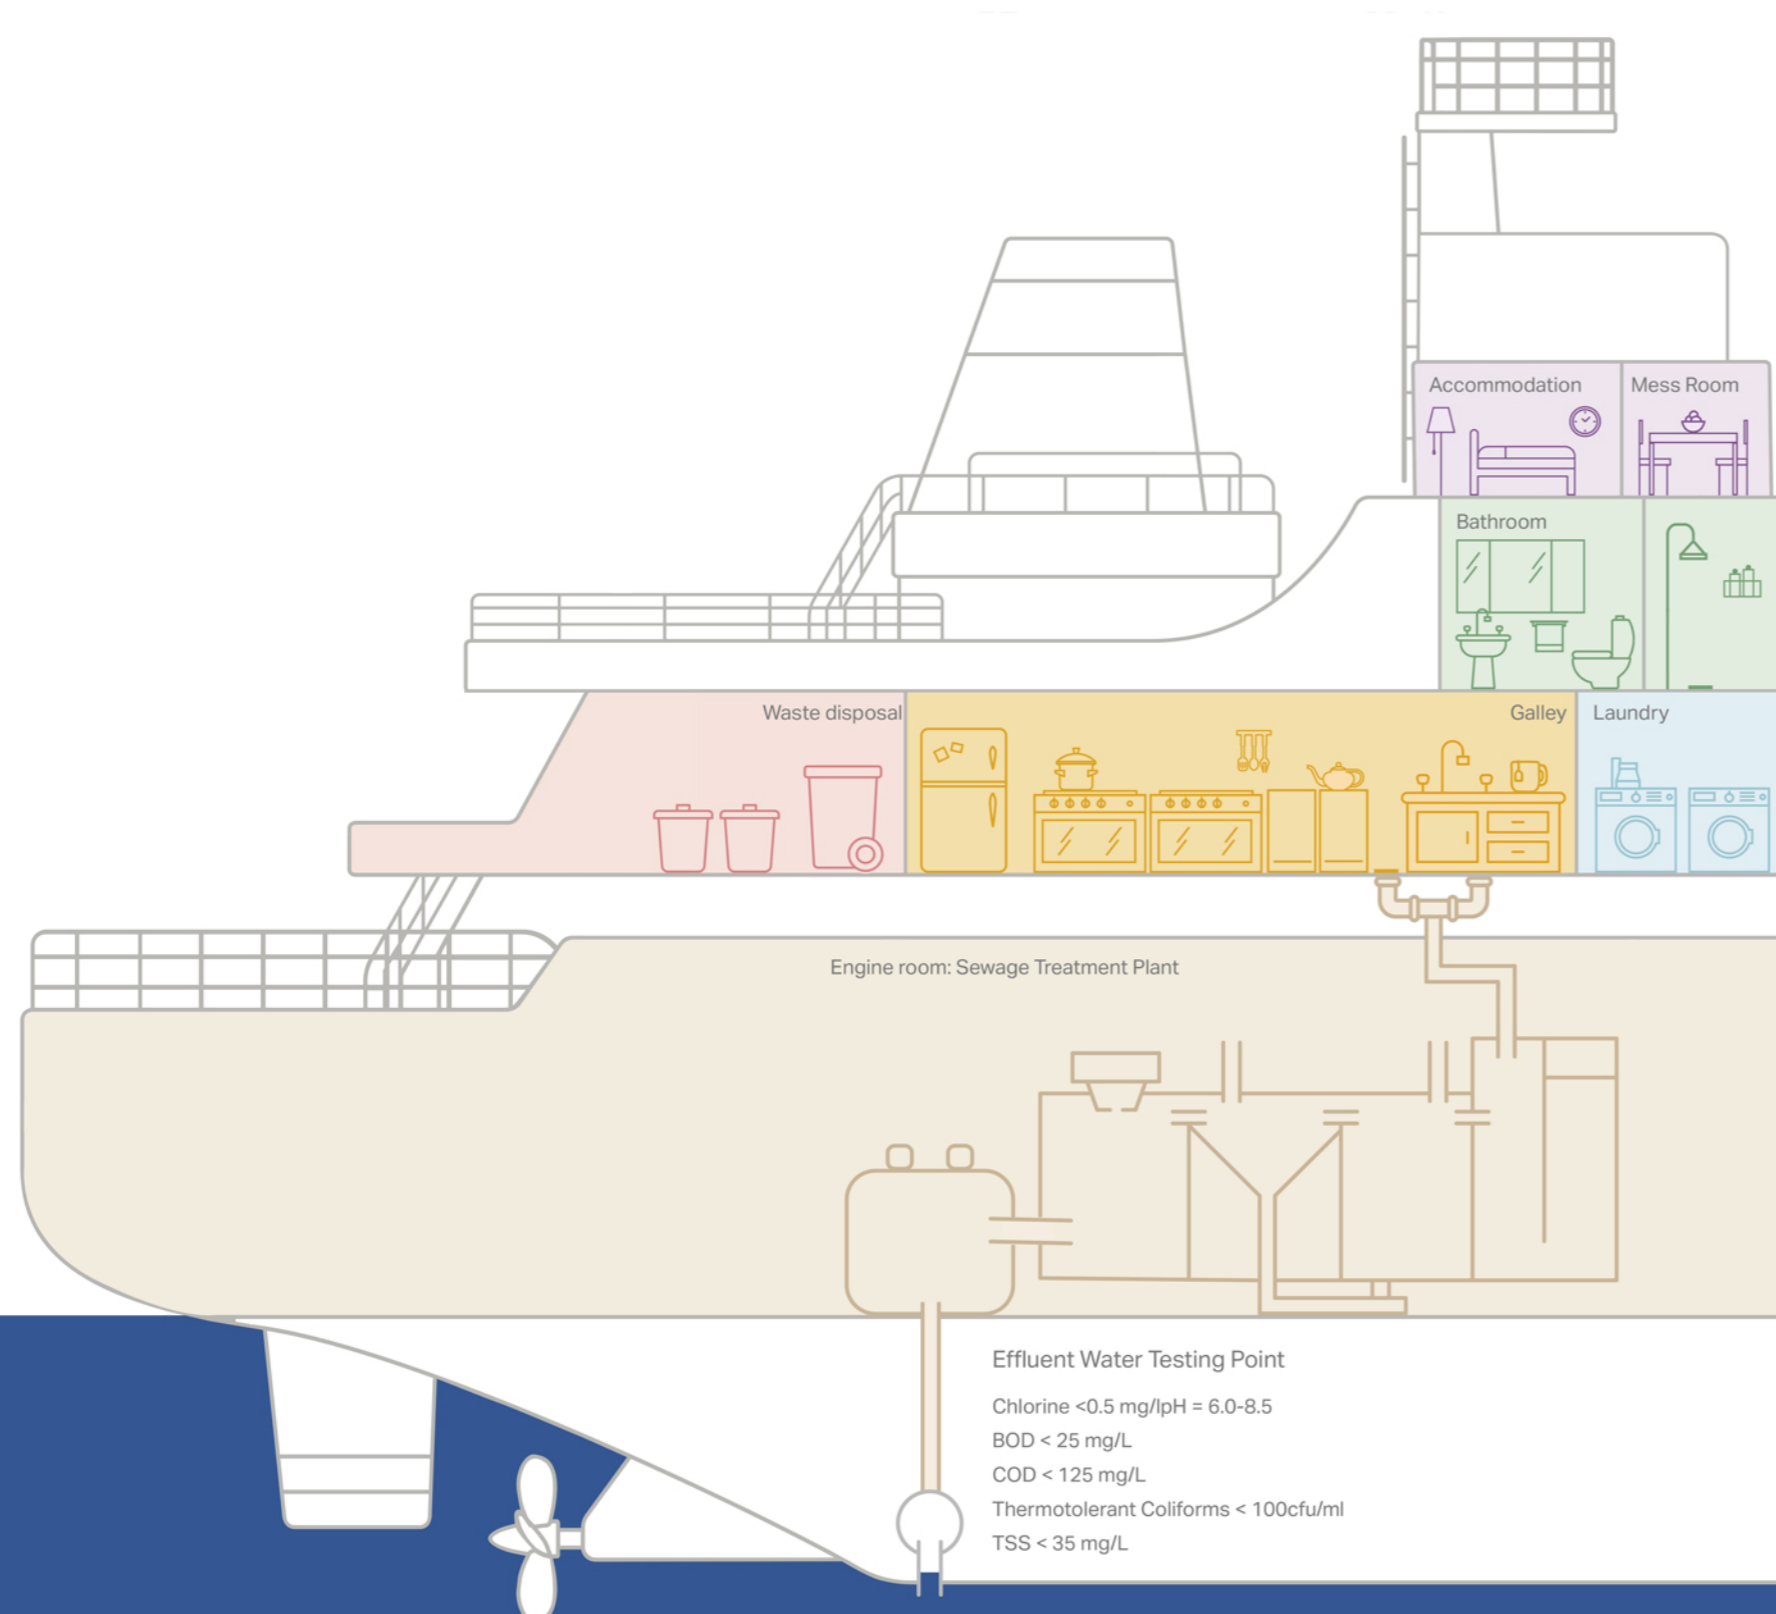 Accommodation
Mess Room
Bathroom
Waste disposal
Galley
Laundry
Engine room: Sewage Treatment Plant
Effluent Water Testing Point
Chlorine <0.5 mg/lpH = 6.0-8.5
BOD < 25 mg/L
COD < 125 mg/L
Thermotolerant Coliforms < 100cfu/ml
TSS < 35 mg/L